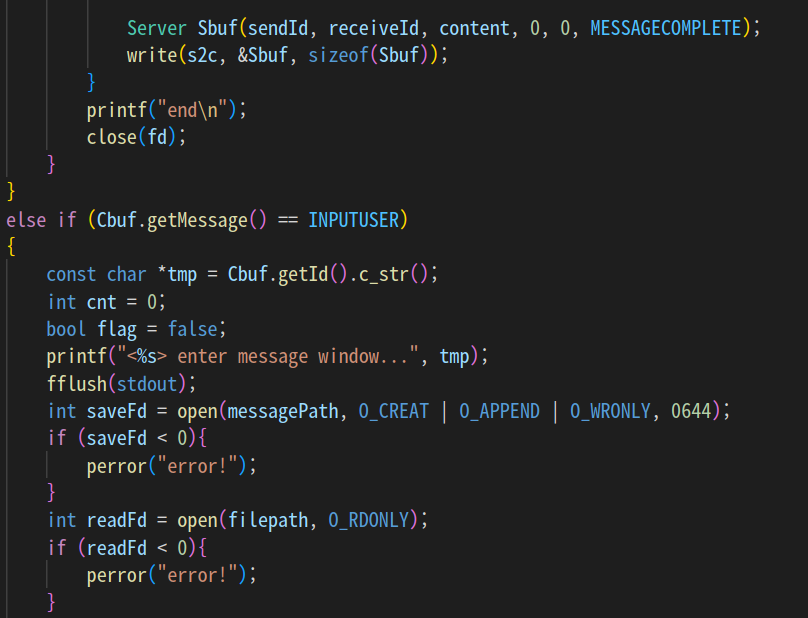 Server Sbuf(sendId, receiveId, content, 0, 0, MESSAGECOMPLETE);
write(s2c, &Sbuf, sizeof(Sbuf));
}
printf("end\n");
close(fd);
}
}
else if (Cbuf.getMessage() == INPUTUSER)
{
const char *tmp = Cbuf.getId().c_str();
int cnt = 0;
bool flag = false;
printf("<%s> enter message window...", tmp);
fflush(stdout);
int saveFd = open(messagePath, O_CREAT | O_APPEND | O_WRONLY, 0644);
if (saveFd < 0){
perror("error!");
}
int readFd = open(filepath, O_RDONLY);
if (readFd < 0){
perror("error!");
}